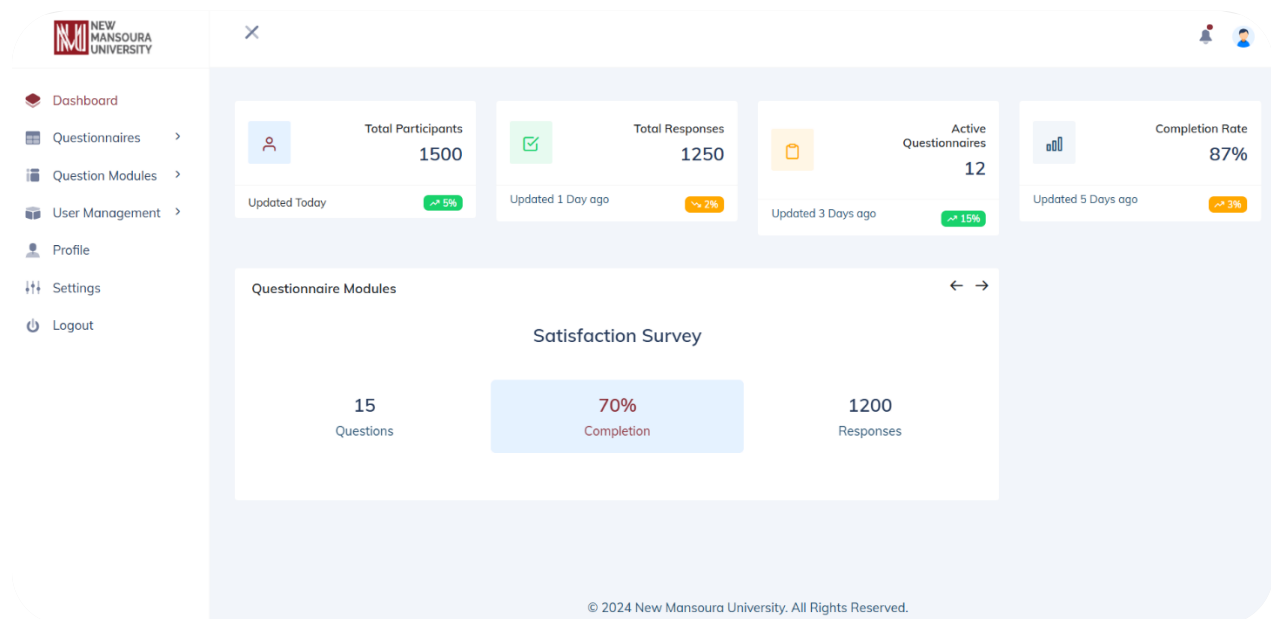 NEW
MANSOURA
UNIVERSITY
Dashboard
Questionnaires
Question Modules
User Management
Profile
Settings
Logout
Total Participants
1500
Updated Today
5%
Total Responses
1250
Updated 1 Day ago
2%
Active
Questionnaires
12
Updated 3 Days ago
15%
Completion Rate
87%
Updated 5 Days ago
3%
Questionnaire Modules
Satisfaction Survey
15
Questions
70%
Completion
1200
Responses
© 2024 New Mansoura University. All Rights Reserved.